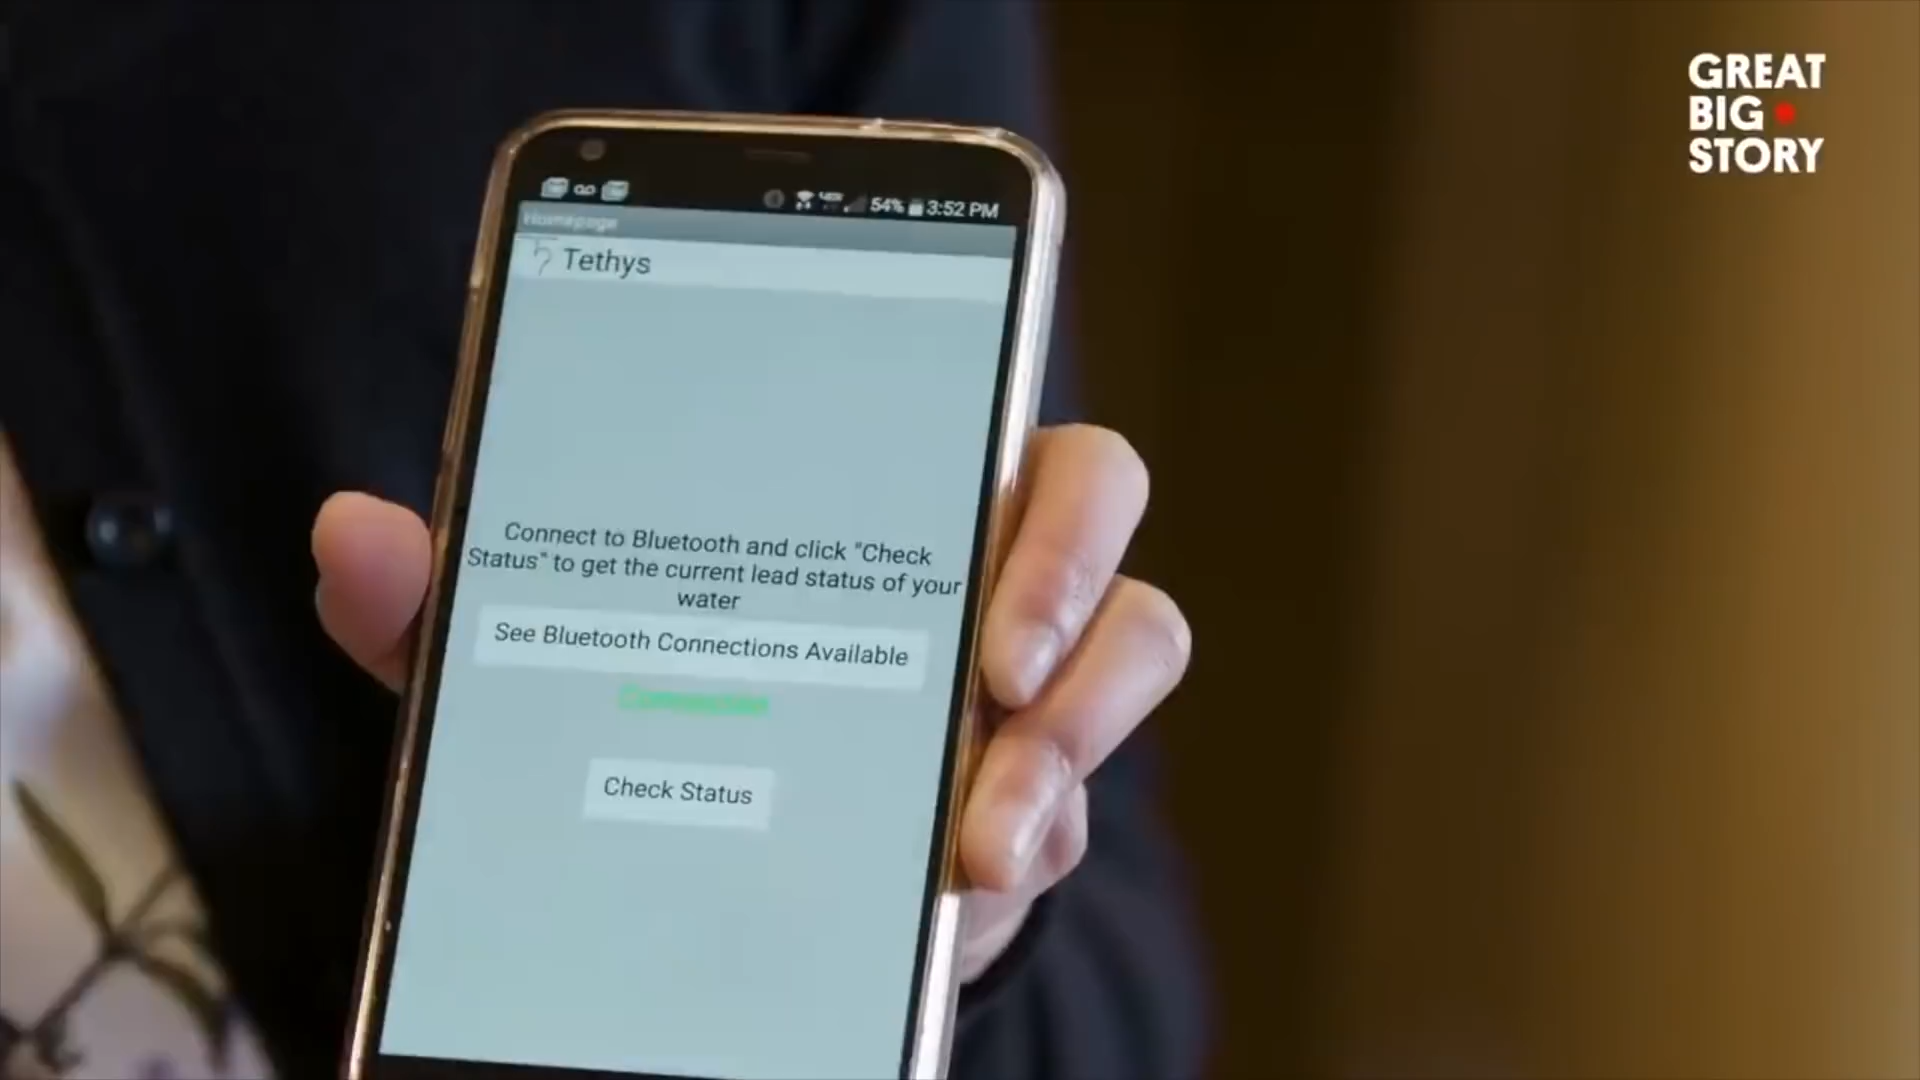 GREAT
BIG
STORY
54% 3:52 PM
Homepage
Tethys
Connect to Bluetooth and click "Check
Status" to get the current lead status of your
water
See Bluetooth Connections Available
Check Status